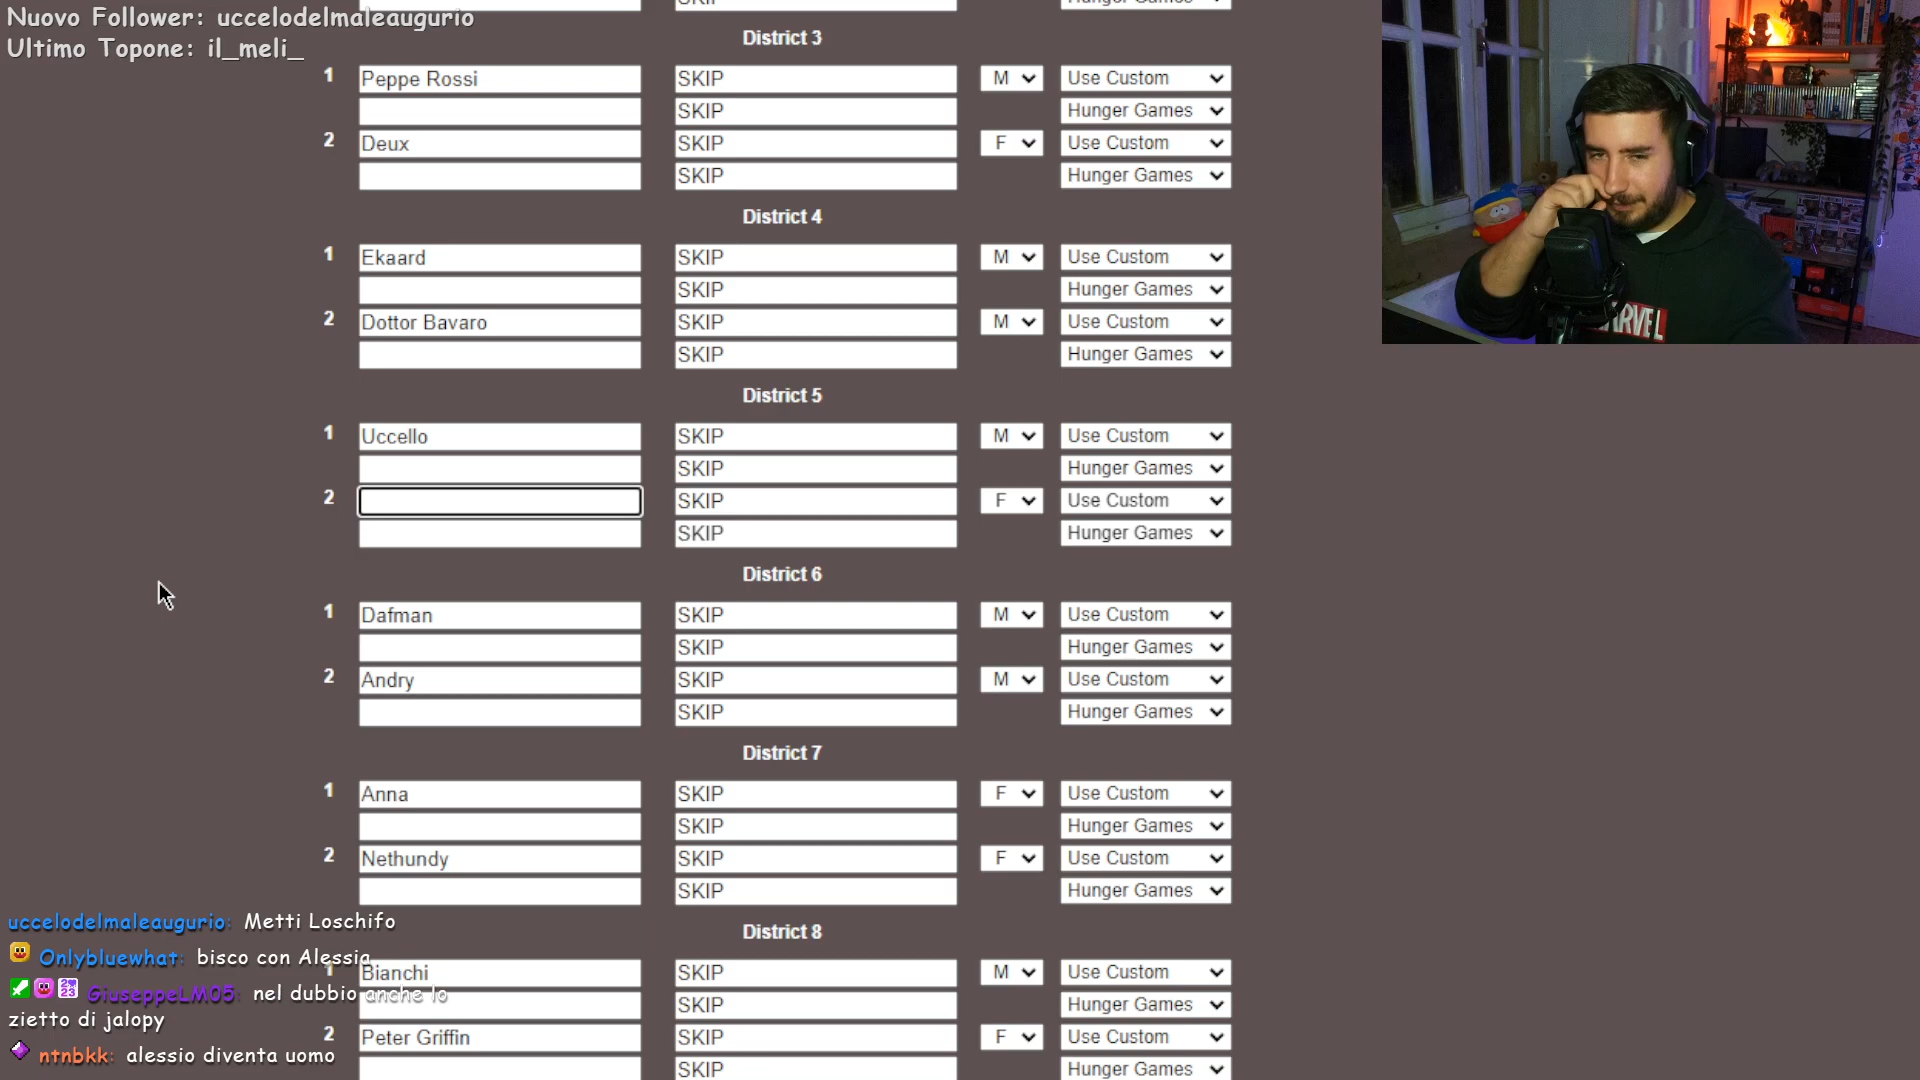 Nuovo Follower: uccelodelmaleaugurio
Ultimo Topone: il_meli_
District 3
1 Peppe Rossi SKIP M Use Custom
SKIP Hunger Games
2 Deux SKIP F Use Custom
SKIP Hunger Games
District 4
1 Ekaard SKIP M Use Custom
SKIP Hunger Games
2 Dottor Bavaro SKIP M Use Custom
SKIP Hunger Games
District 5
1 Uccello SKIP M Use Custom
SKIP Hunger Games
2 SKIP F Use Custom
SKIP Hunger Games
District 6
1 Dafman SKIP M Use Custom
SKIP Hunger Games
2 Andry SKIP M Use Custom
SKIP Hunger Games
District 7
1 Anna SKIP F Use Custom
SKIP Hunger Games
2 Nethundy SKIP F Use Custom
SKIP Hunger Games
District 8
1 Bianchi SKIP M Use Custom
SKIP Hunger Games
2 Peter Griffin SKIP F Use Custom
SKIP Hunger Games
uccelodelmaleaugurio: Metti Loschifo
Onlybluewhat: bisco con Alessia
GiuseppeLM05: nel dubbio anche lo
zietto di jalopy
ntnbkk: alessio diventa uomo